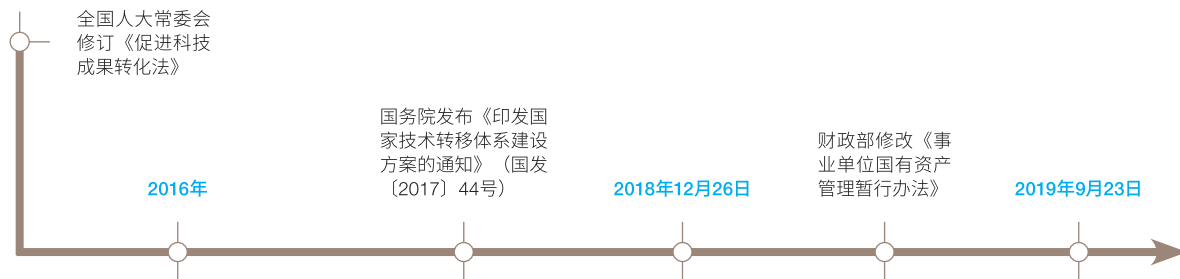 全国人大常委会
修订《促进科技
成果转化法》
2016年
国务院发布《印发国
家技术转移体系建设
方案的通知》（国发
〔2017〕44号）
2018年12月26日
财政部修改《事
业单位国有资产
管理暂行办法》
2019年9月23日